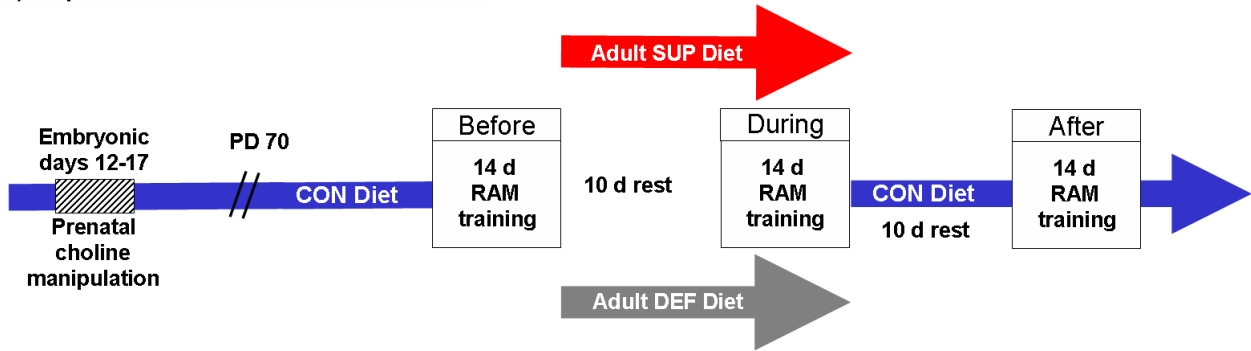 Adult SUP Diet
Embryonic
days 12-17
PD 70
CON Diet
Prenatal
choline
manipulation
Before
14 d
RAM
training
10 d rest
During
14 d
RAM
training
CON Diet
10 d rest
After
14 d
RAM
training
Adult DEF Diet